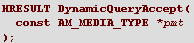 HRESULT DynamicQueryAccept(
const AM_MEDIA_TYPE *pmt
);